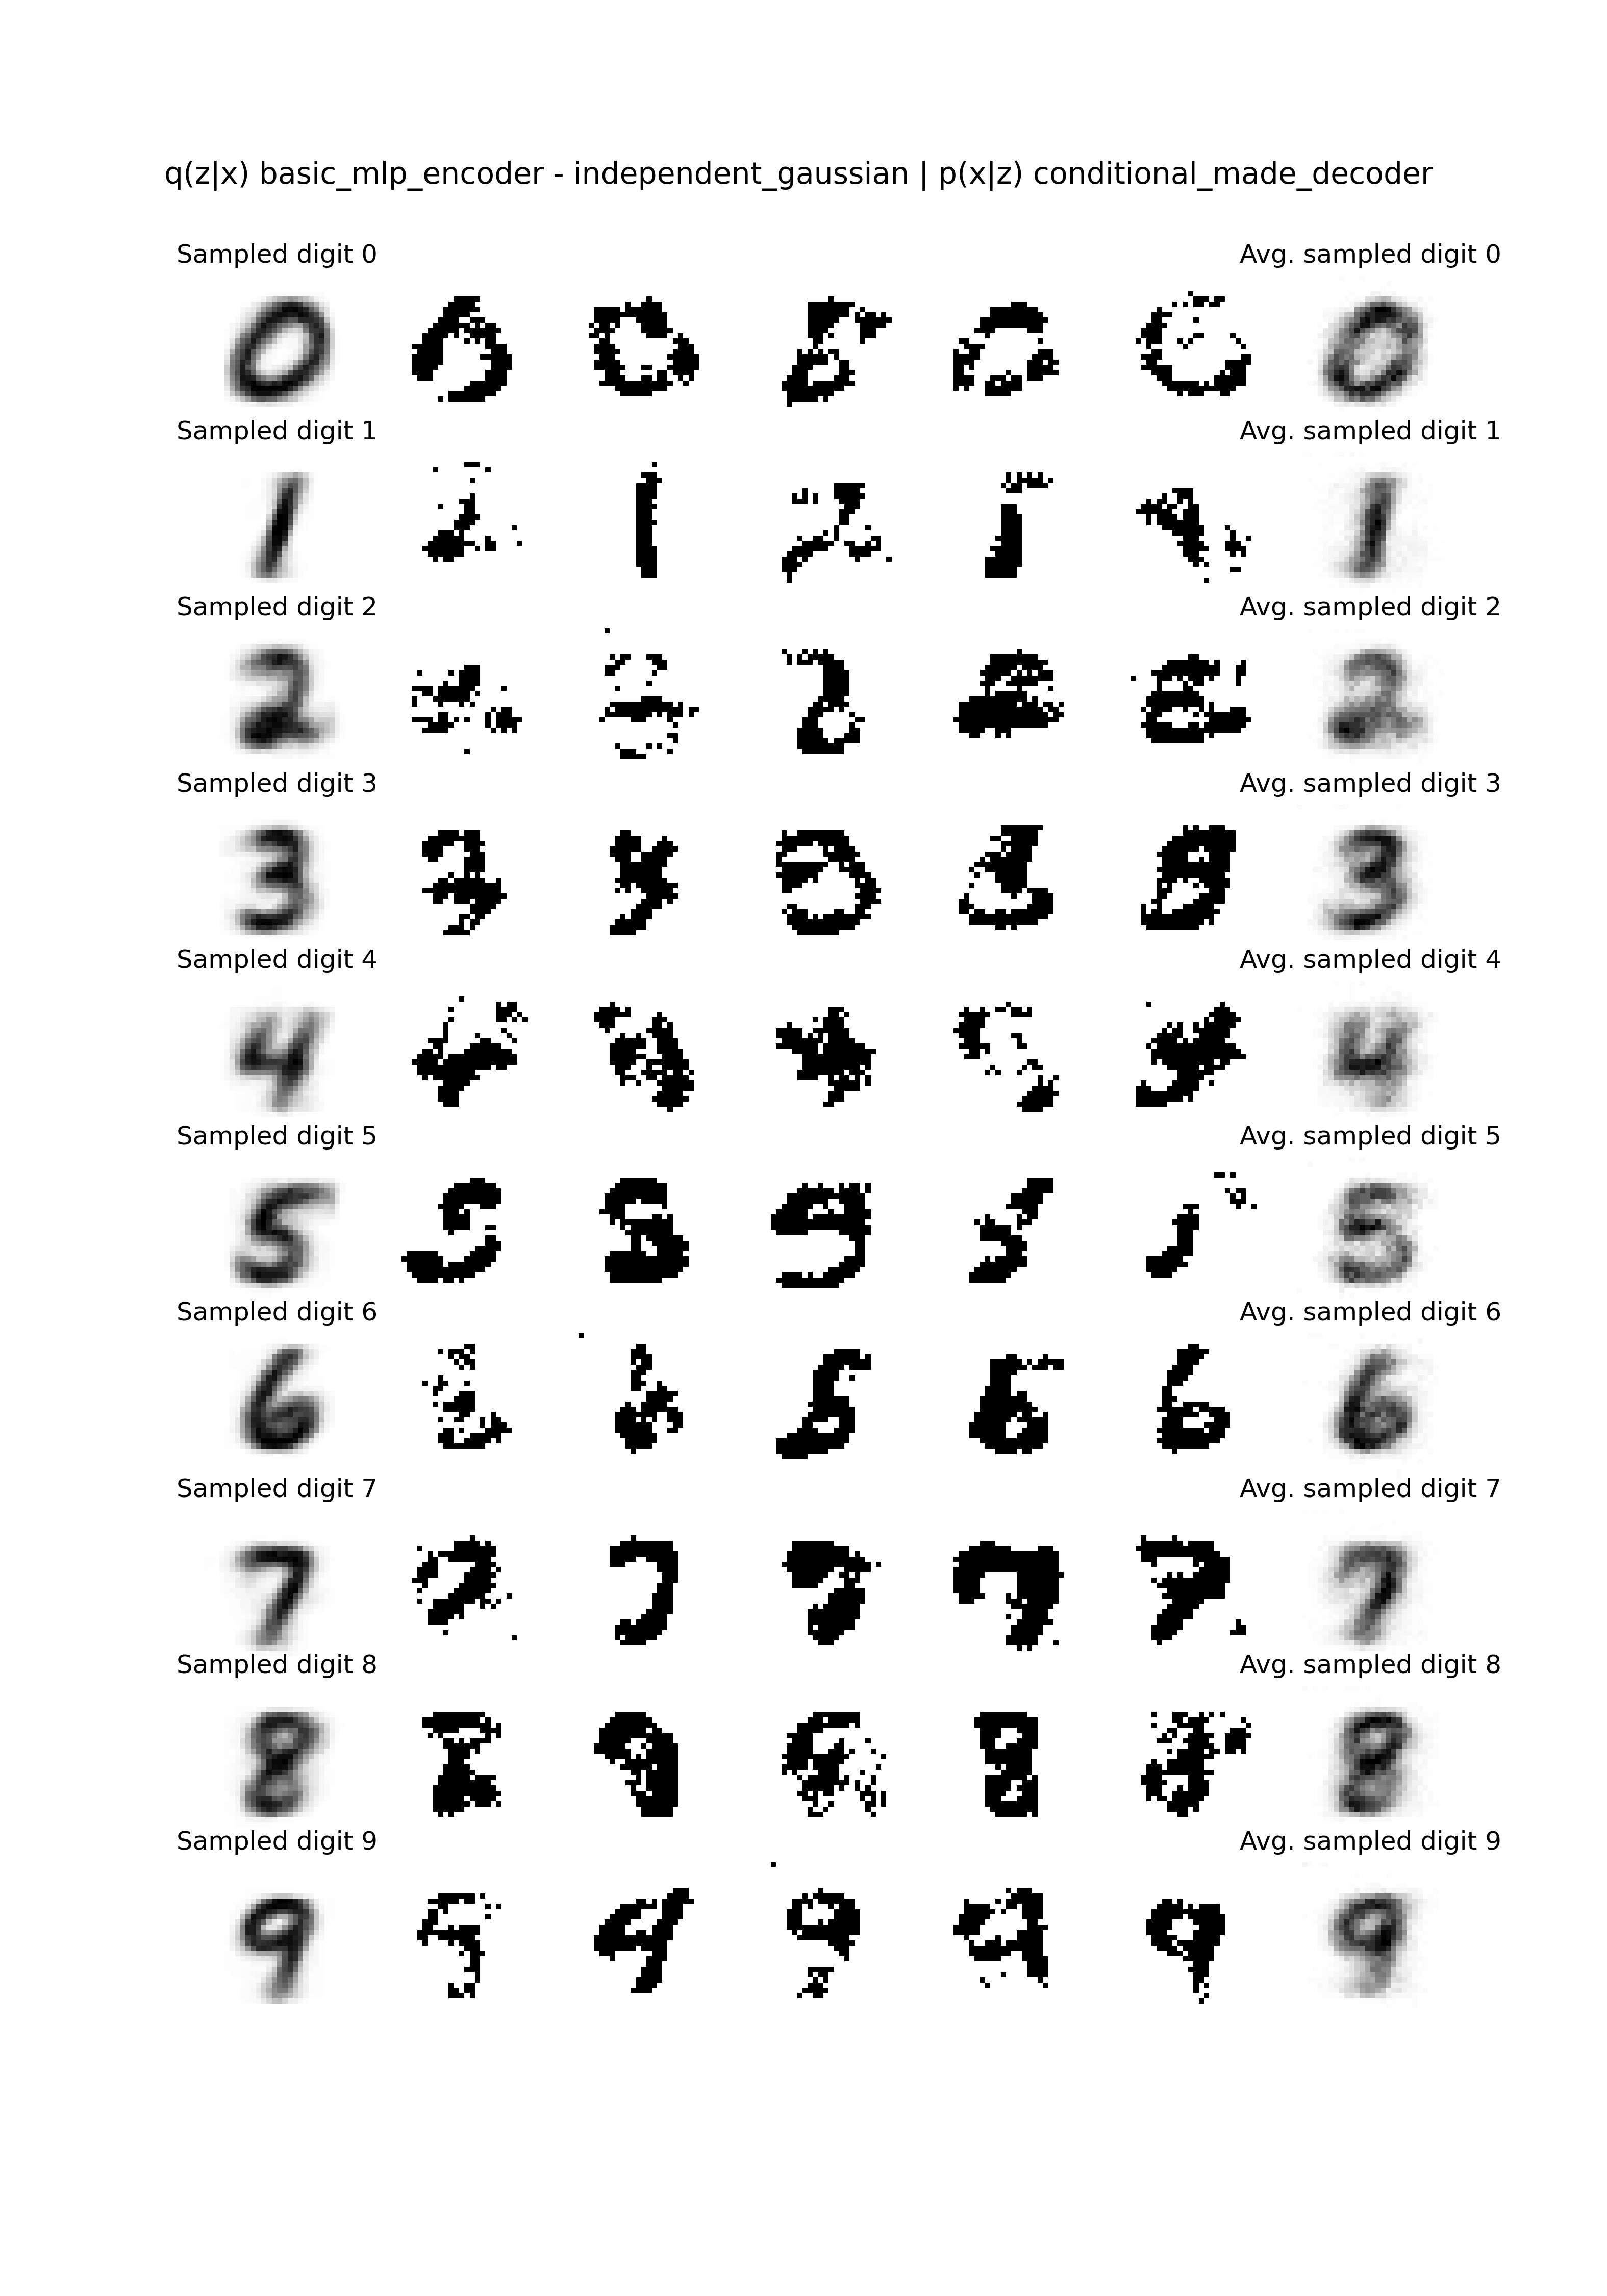 q(z|x) basic_mlp_encoder - independent_gaussian | p(x|z) conditional_made_decoder
Sampled digit 0 Avg. sampled digit 0
Sampled digit 1 Avg. sampled digit 1
Sampled digit 2 Avg. sampled digit 2
Sampled digit 3 Avg. sampled digit 3
Sampled digit 4 Avg. sampled digit 4
Sampled digit 5 Avg. sampled digit 5
Sampled digit 6 Avg. sampled digit 6
Sampled digit 7 Avg. sampled digit 7
Sampled digit 8 Avg. sampled digit 8
Sampled digit 9 Avg. sampled digit 9